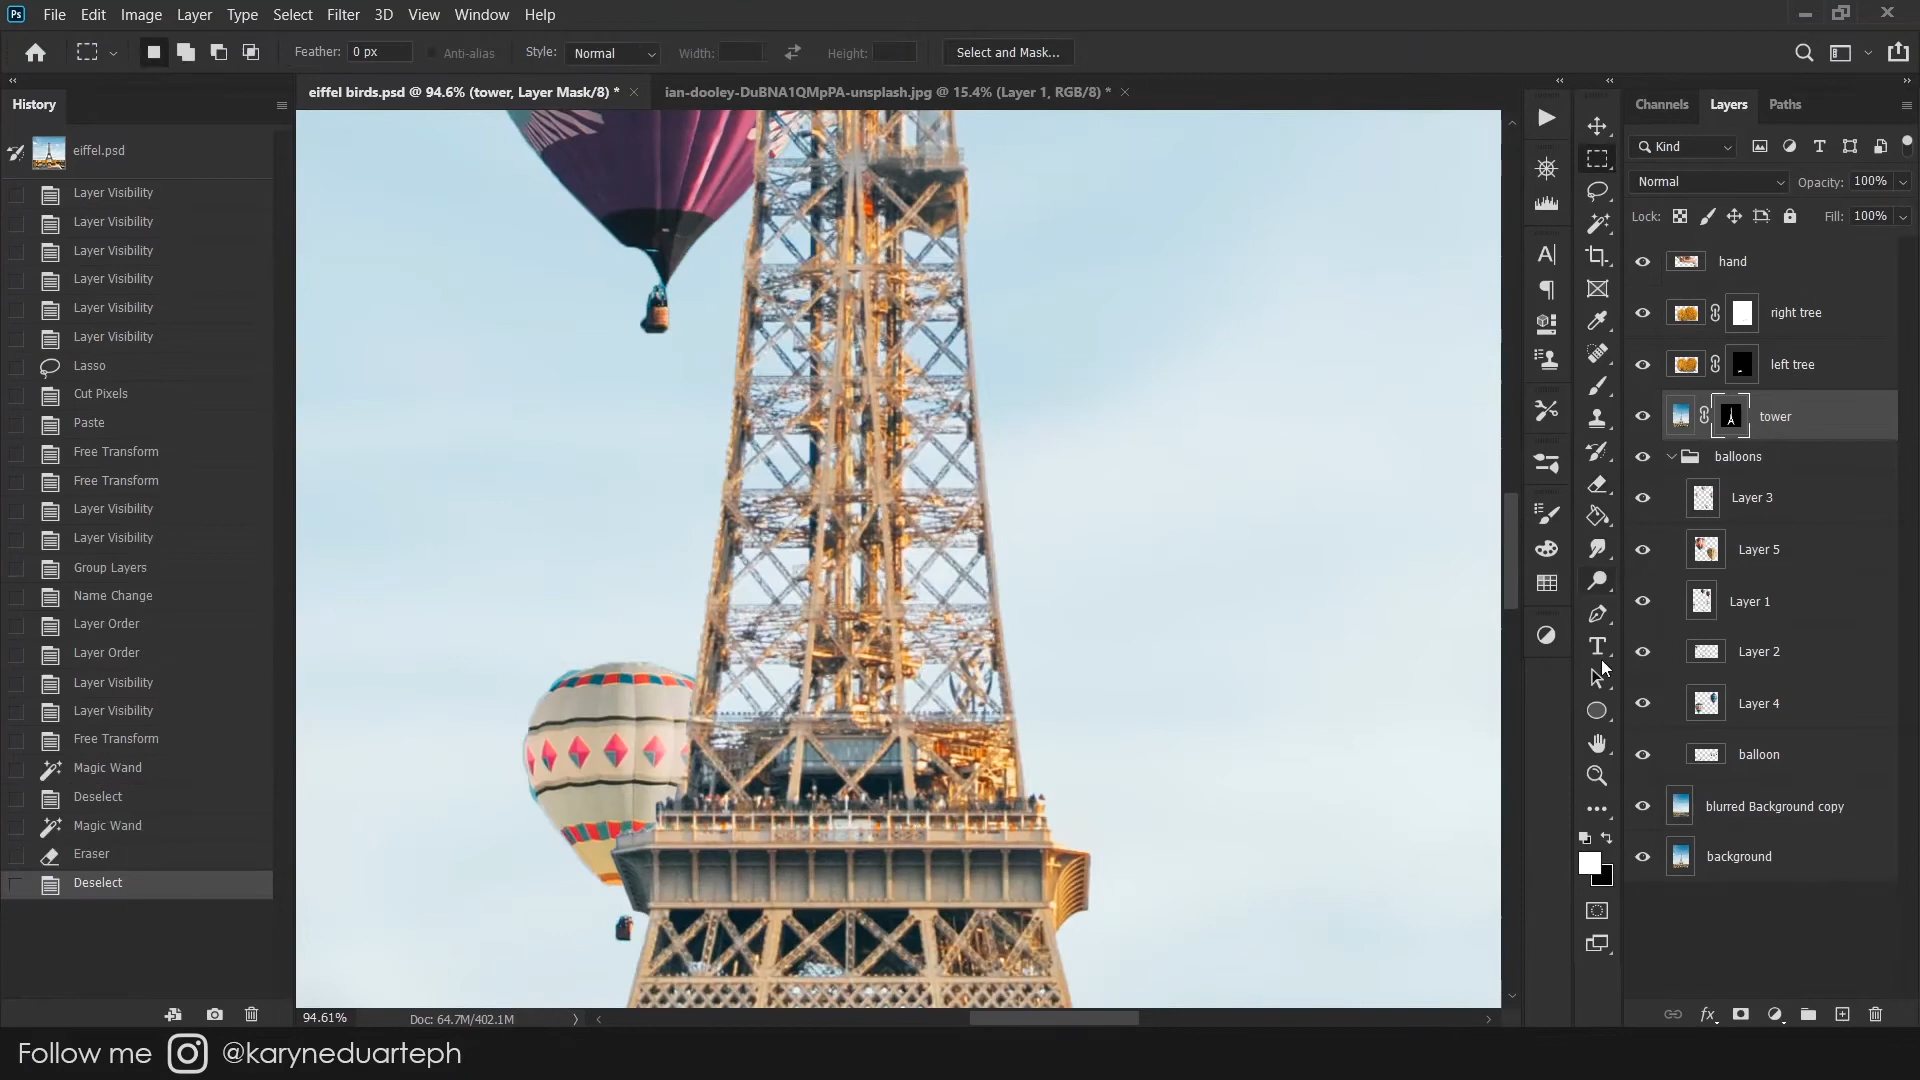 Ps File Edit Image Layer Type Select Filter 3D View Window Help
Feather: 0 px Anti-alias Style: Normal Width: Height: Select and Mask...
eiffel birds.psd @ 94.6% (tower, Layer Mask/8) *
ian-dooley-DuBNA1QMpPA-unsplash.jpg @ 15.4% (Layer 1, RGB/8) *
History
eiffel.psd
Layer Visibility
Layer Visibility
Layer Visibility
Layer Visibility
Layer Visibility
Layer Visibility
Lasso
Cut Pixels
Paste
Free Transform
Free Transform
Layer Visibility
Layer Visibility
Group Layers
Name Change
Layer Order
Layer Order
Layer Visibility
Layer Visibility
Free Transform
Magic Wand
Deselect
Magic Wand
Eraser
Deselect
94.61% Doc: 64.7M/402.1M
Channels Layers Paths
Kind
Normal Opacity: 100%
Lock: Fill: 100%
hand
right tree
left tree
tower
balloons
Layer 3
Layer 5
Layer 1
Layer 2
Layer 4
balloon
blurred Background copy
background
fx
Follow me @karyneduarteph